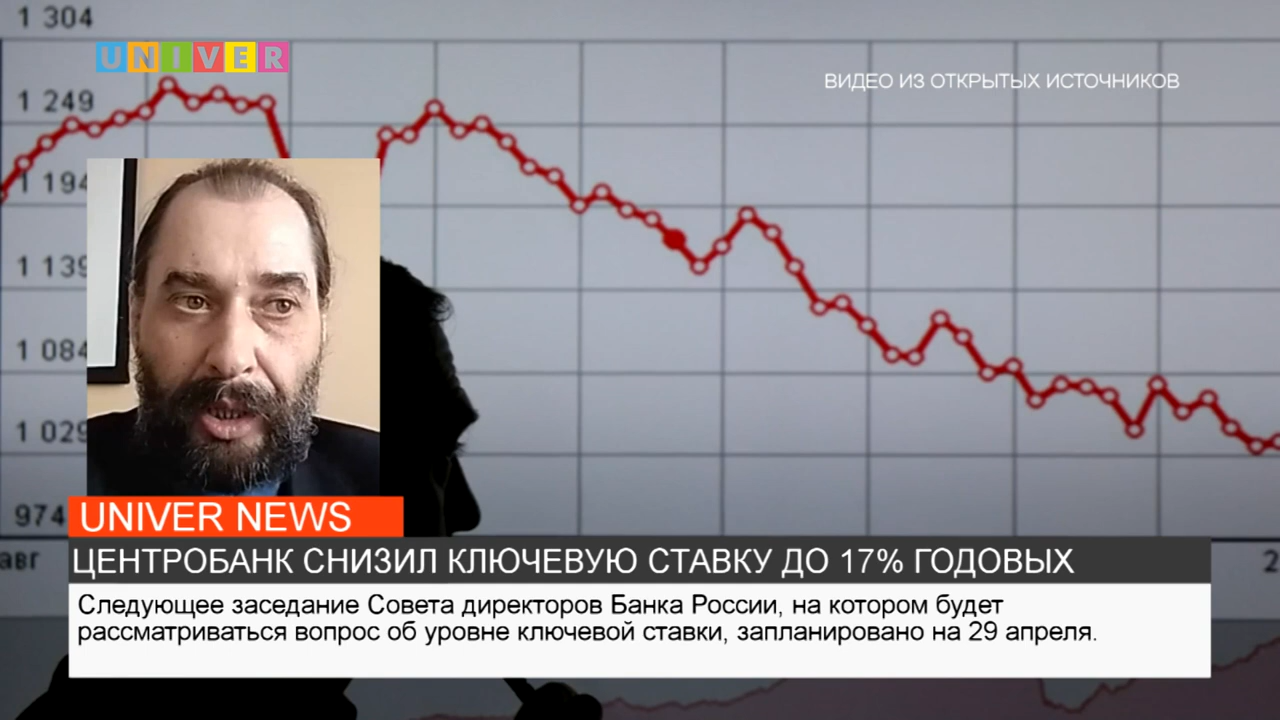 1 304
UNIVER
ВИДЕО ИЗ ОТКРЫТЫХ ИСТОЧНИКОВ
1 249
1 194
1 139
1 084
1 029
974
авг
2
UNIVER NEWS
ЦЕНТРОБАНК СНИЗИЛ КЛЮЧЕВУЮ СТАВКУ ДО 17% ГОДОВЫХ
Следующее заседание Совета директоров Банка России, на котором будет
рассматриваться вопрос об уровне ключевой ставки, запланировано на 29 апреля.